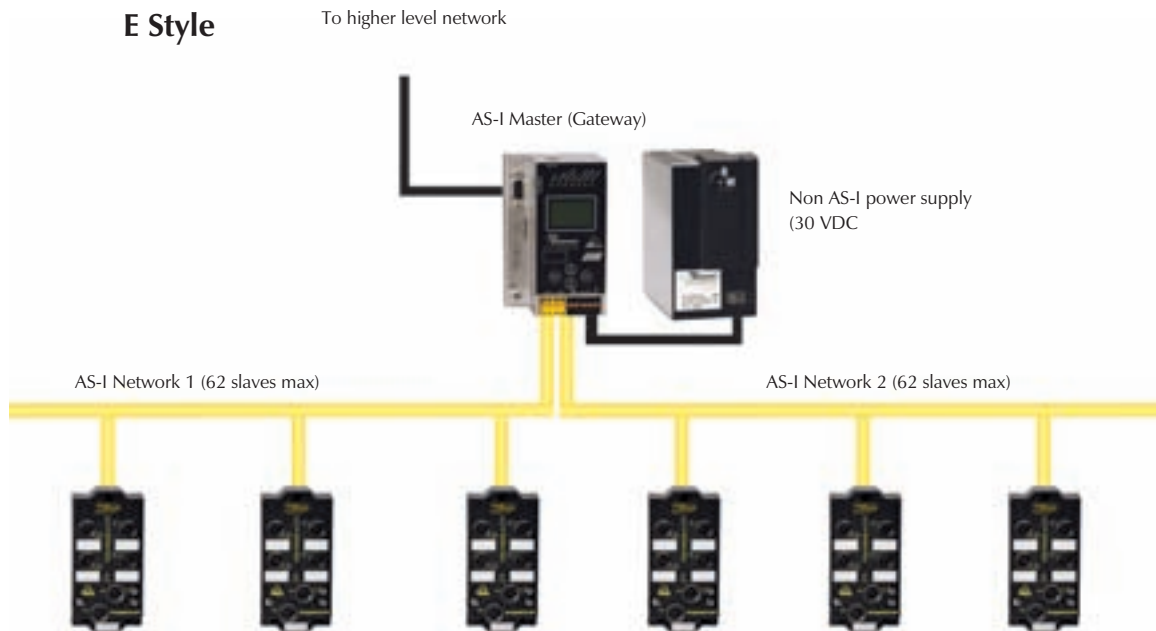 E Style
To higher level network
AS-I Master (Gateway)
Non AS-I power supply
(30 VDC
AS-I Network 1 (62 slaves max)
AS-I Network 2 (62 slaves max)